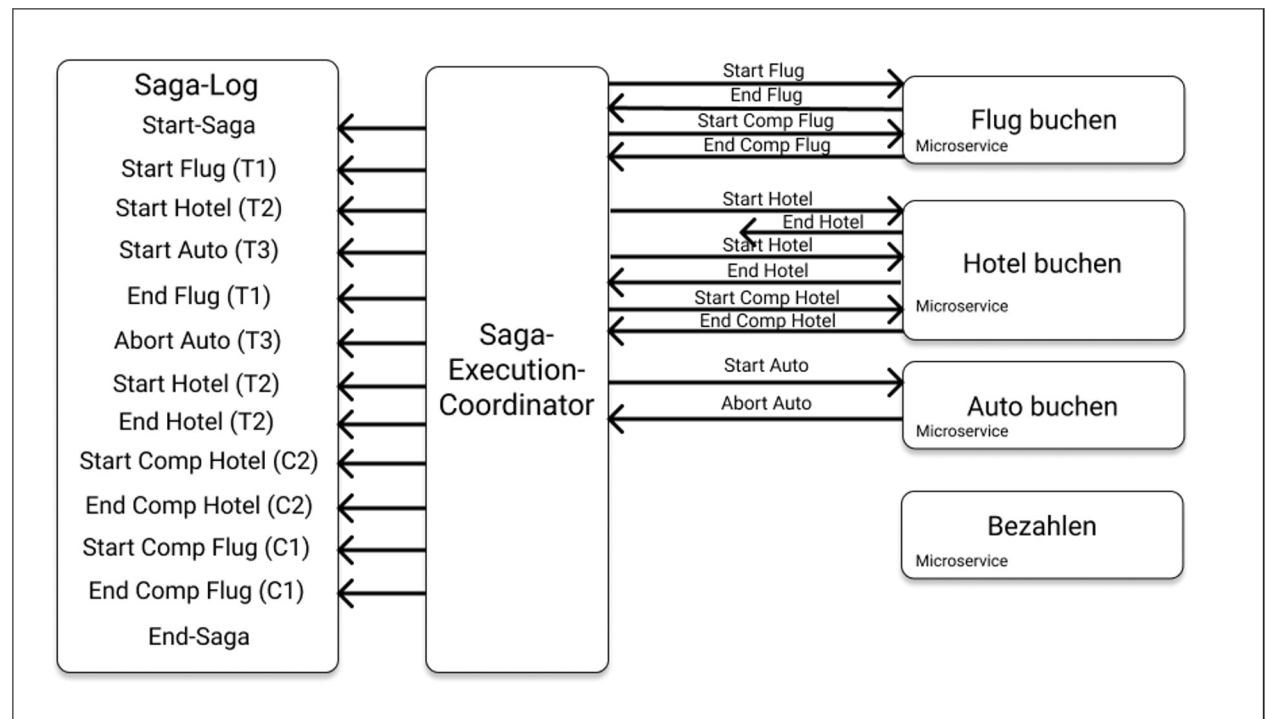 Saga-Log
Start-Saga
Start Flug (T1)
Start Hotel (T2)
Start Auto (T3)
End Flug (T1)
Abort Auto (T3)
Start Hotel (T2)
End Hotel (T2)
Start Comp Hotel (C2)
End Comp Hotel (C2)
Start Comp Flug (C1)
End Comp Flug (C1)
End-Saga
Saga-
Execution-
Coordinator
Start Flug
End Flug
Start Comp Flug
End Comp Flug
Flug buchen
Microservice
Start Hotel
End Hotel
Start Hotel
End Hotel
Start Comp Hotel
End Comp Hotel
Hotel buchen
Microservice
Start Auto
Abort Auto
Auto buchen
Microservice
Bezahlen
Microservice